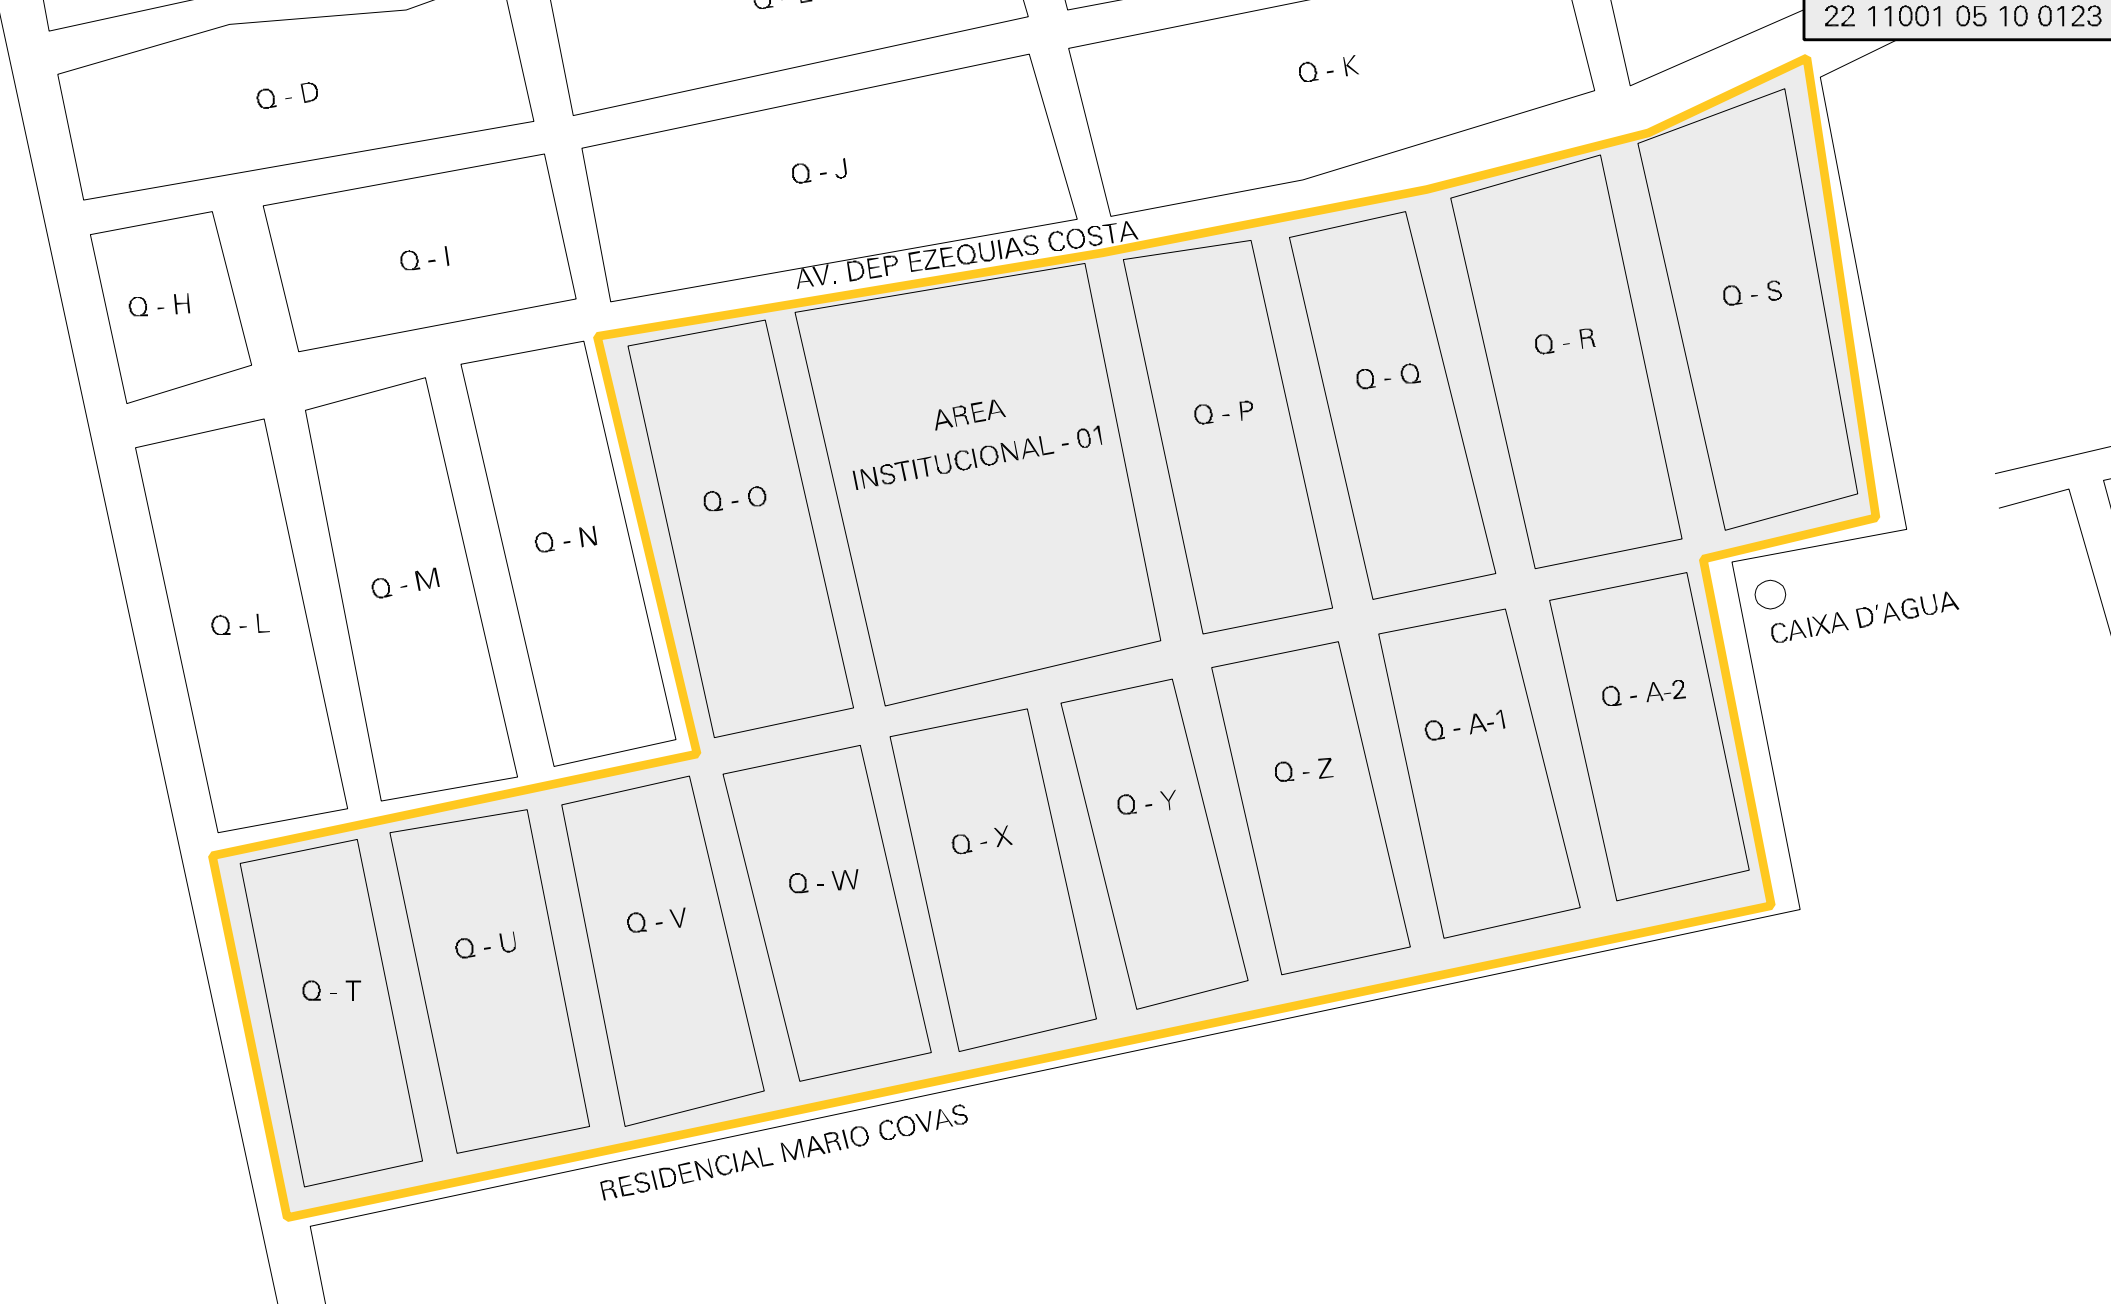 22 11001 05 10 0123
Q - D
Q - K
Q - J
Q - I
Q - H
AV. DEP EZEQUIAS COSTA
Q - S
Q - R
Q - Q
Q - P
AREA
INSTITUCIONAL - 01
Q - O
Q - N
Q - M
Q - L
CAIXA D'AGUA
Q - A-2
Q - A-1
Q - Z
Q - Y
Q - X
Q - W
Q - V
Q - U
Q - T
RESIDENCIAL MARIO COVAS